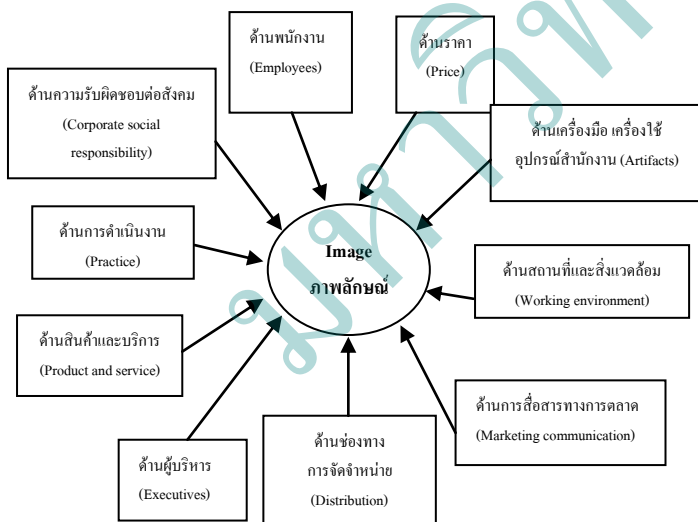 ด้านพนักงาน
(Employees)
ด้านราคา
(Price)
ด้านความรับผิดชอบต่อสังคม
(Corporate social
responsibility)
ด้านเครื่องมือ เครื่องใช้
อุปกรณ์สำนักงาน (Artifacts)
ด้านการดำเนินงาน
(Practice)
Image
ภาพลักษณ์
ด้านสถานที่และสิ่งแวดล้อม
(Working environment)
ด้านสินค้าและบริการ
(Product and service)
ด้านการสื่อสารทางการตลาด
(Marketing communication)
ด้านผู้บริหาร
(Executives)
ด้านช่องทาง
การจัดจำหน่าย
(Distribution)
มหาวิท